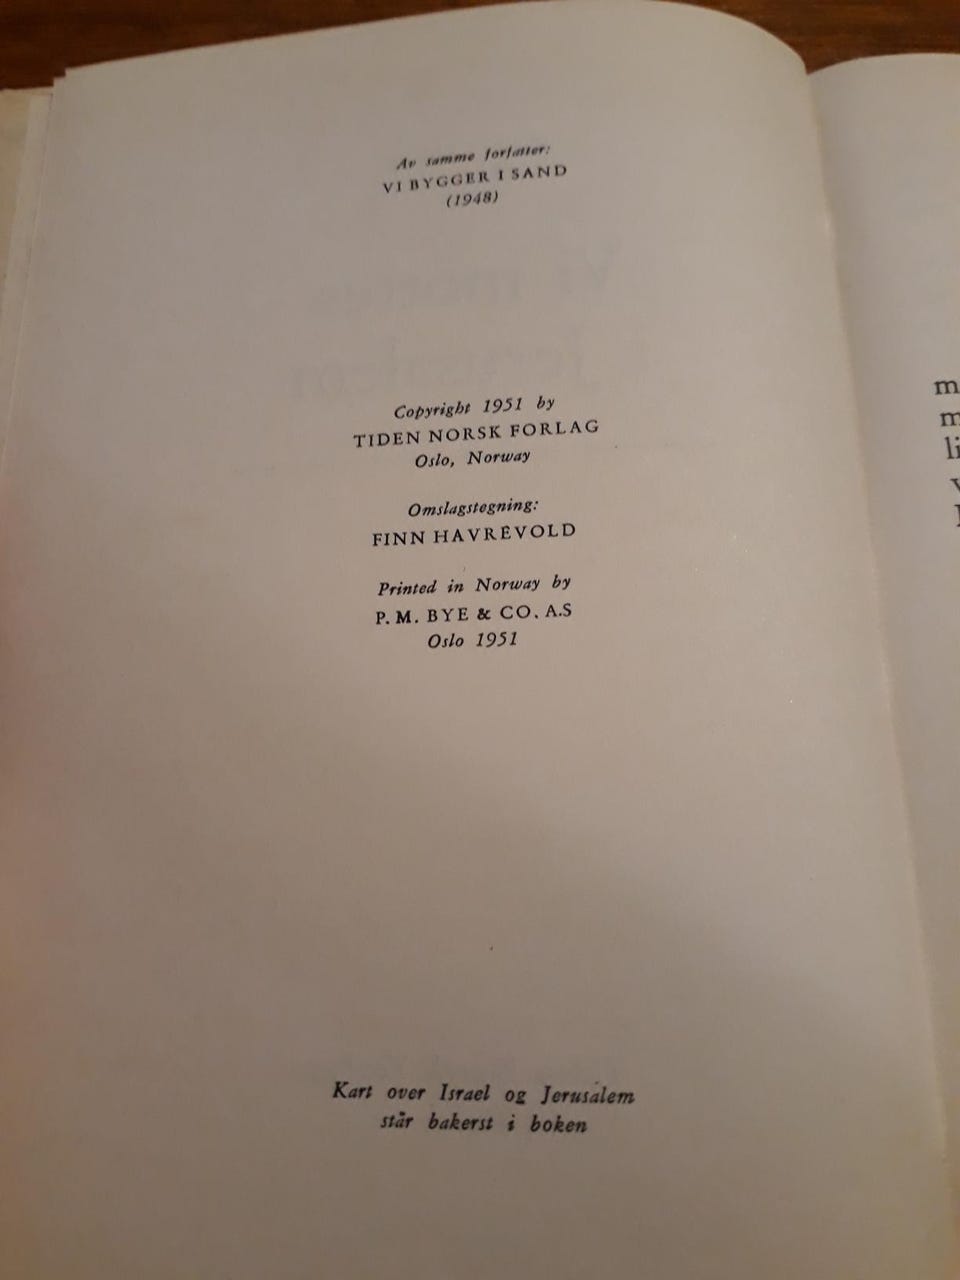 Av samme forfatter:
VI BYGGER I SAND
(1948)
Copyright 1951 by
TIDEN NORSK FORLAG
Oslo, Norway
Omslagstegning:
FINN HAVREVOLD
Printed in Norway by
P. M. BYE & CO. A.S
Oslo 1951
Kart over Israel og Jerusalem
står bakerst i boken